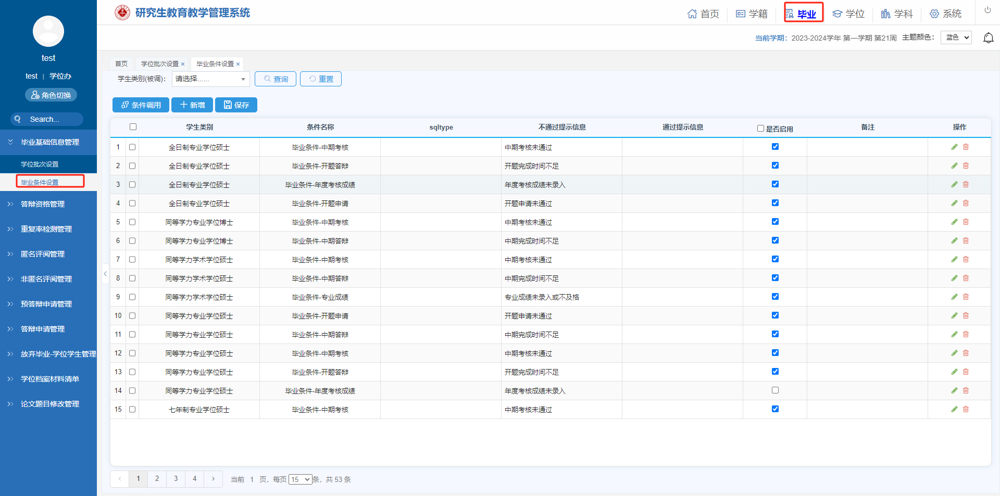 研究生教育教学管理系统
首页 学籍 毕业 学位 学科 系统
当前学期：2023-2024学年 第一学期 第21周 主题颜色： 蓝色
test
test | 学位办
角色切换
Search...
毕业基础信息管理
学位批次设置
毕业条件设置
答辩资格管理
重复率检测管理
匿名评阅管理
非匿名评阅管理
预答辩申请管理
答辩申请管理
放弃毕业-学位学生管理
学位档案材料清单
论文题目修改管理
首页 学位批次设置 × 毕业条件设置 ×
学生类别(被调)： 请选择...... 查询 重置
条件调用 新增 保存
学生类别 条件名称 sqltype 不通过提示信息 通过提示信息 是否启用 备注 操作
1 全日制专业学位硕士 毕业条件-中期考核 中期考核未通过
2 全日制专业学位硕士 毕业条件-开题答辩 开题完成时间不足
3 全日制专业学位硕士 毕业条件-年度考核成绩 年度考核成绩未录入
4 全日制专业学位硕士 毕业条件-开题申请 开题申请未通过
5 同等学力专业学位博士 毕业条件-中期考核 中期考核未通过
6 同等学力专业学位博士 毕业条件-中期答辩 中期完成时间不足
7 同等学力学术学位硕士 毕业条件-中期考核 中期考核未通过
8 同等学力学术学位硕士 毕业条件-中期答辩 中期完成时间不足
9 同等学力学术学位硕士 毕业条件-专业成绩 专业成绩未录入或不及格
10 同等学力专业学位硕士 毕业条件-开题申请 开题申请未通过
11 同等学力专业学位硕士 毕业条件-中期答辩 中期完成时间不足
12 同等学力专业学位硕士 毕业条件-中期考核 中期考核未通过
13 同等学力专业学位硕士 毕业条件-开题答辩 开题完成时间不足
14 同等学力专业学位硕士 毕业条件-年度考核成绩 年度考核成绩未录入
15 七年制专业学位硕士 毕业条件-中期考核 中期考核未通过
< 1 2 3 4 > 当前 1 页, 每页 15 条, 共 53 条